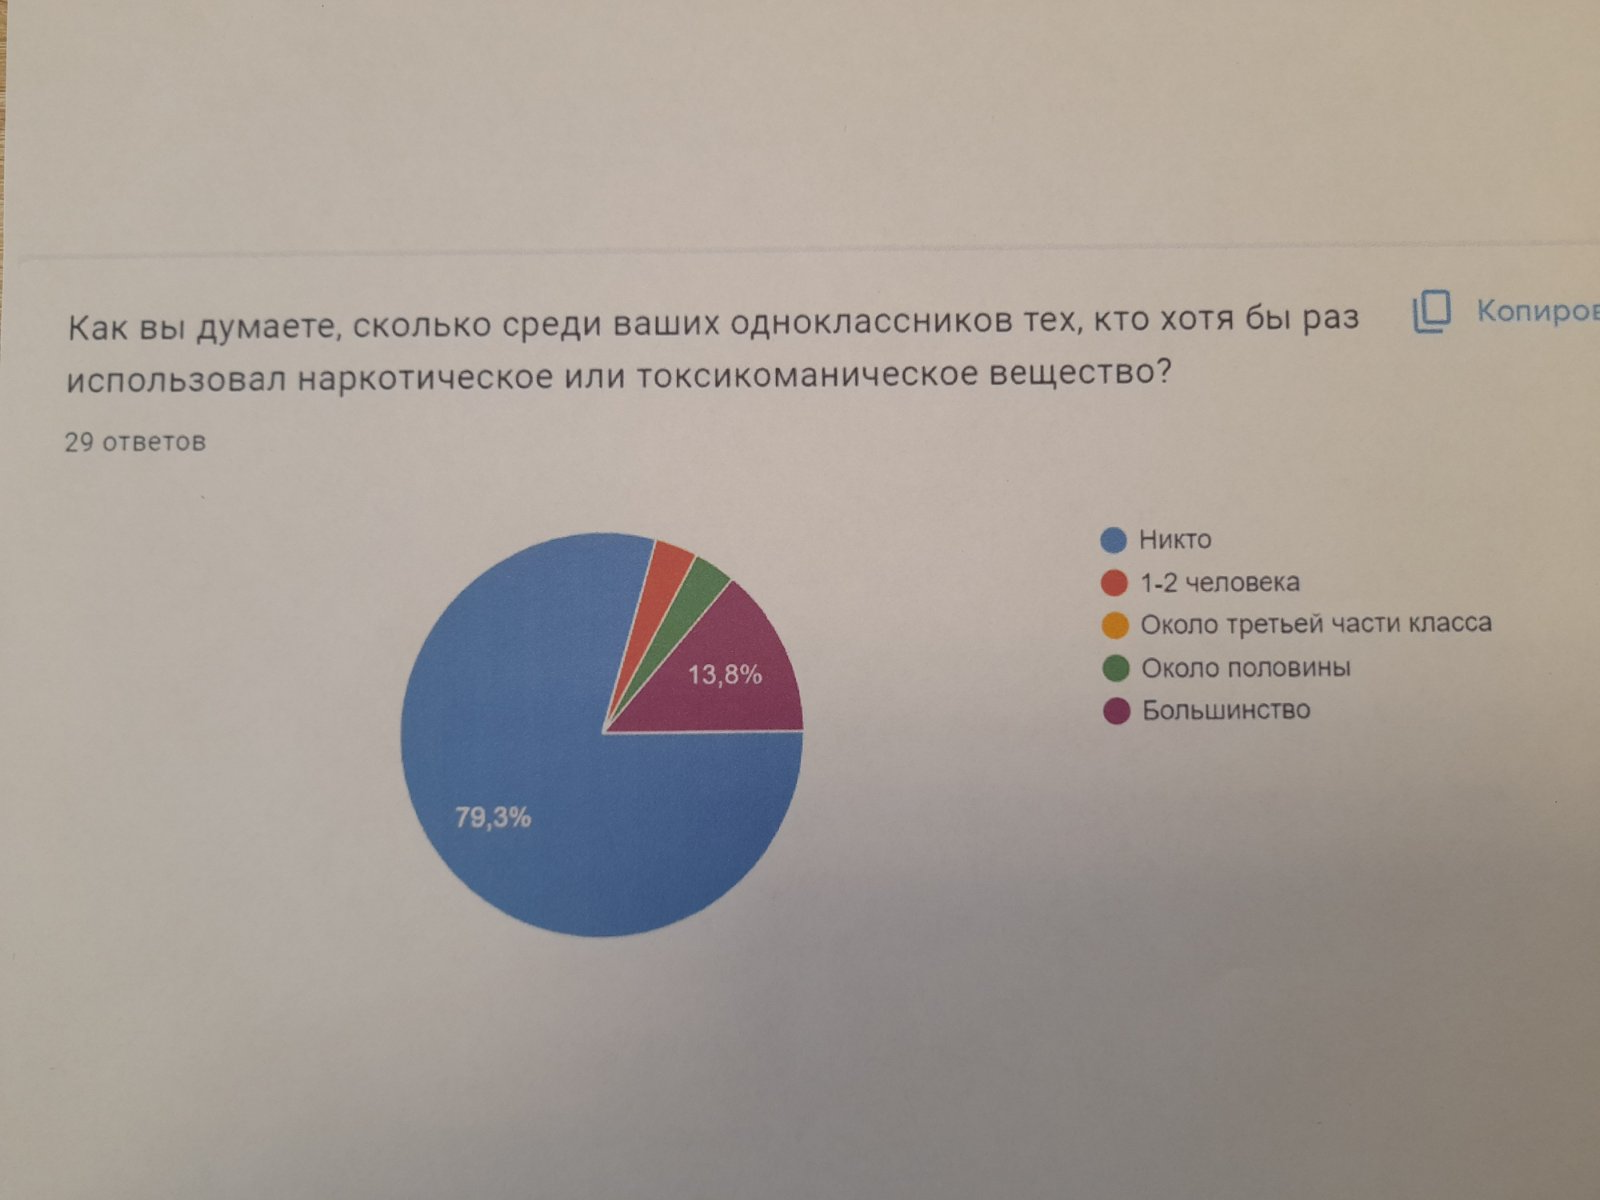 Как вы думаете, сколько среди ваших одноклассников тех, кто хотя бы раз
использовал наркотическое или токсикоманическое вещество?
Копиров
29 ответов
Никто
1-2 человека
Около третьей части класса
Около половины
Большинство
13,8%
79,3%